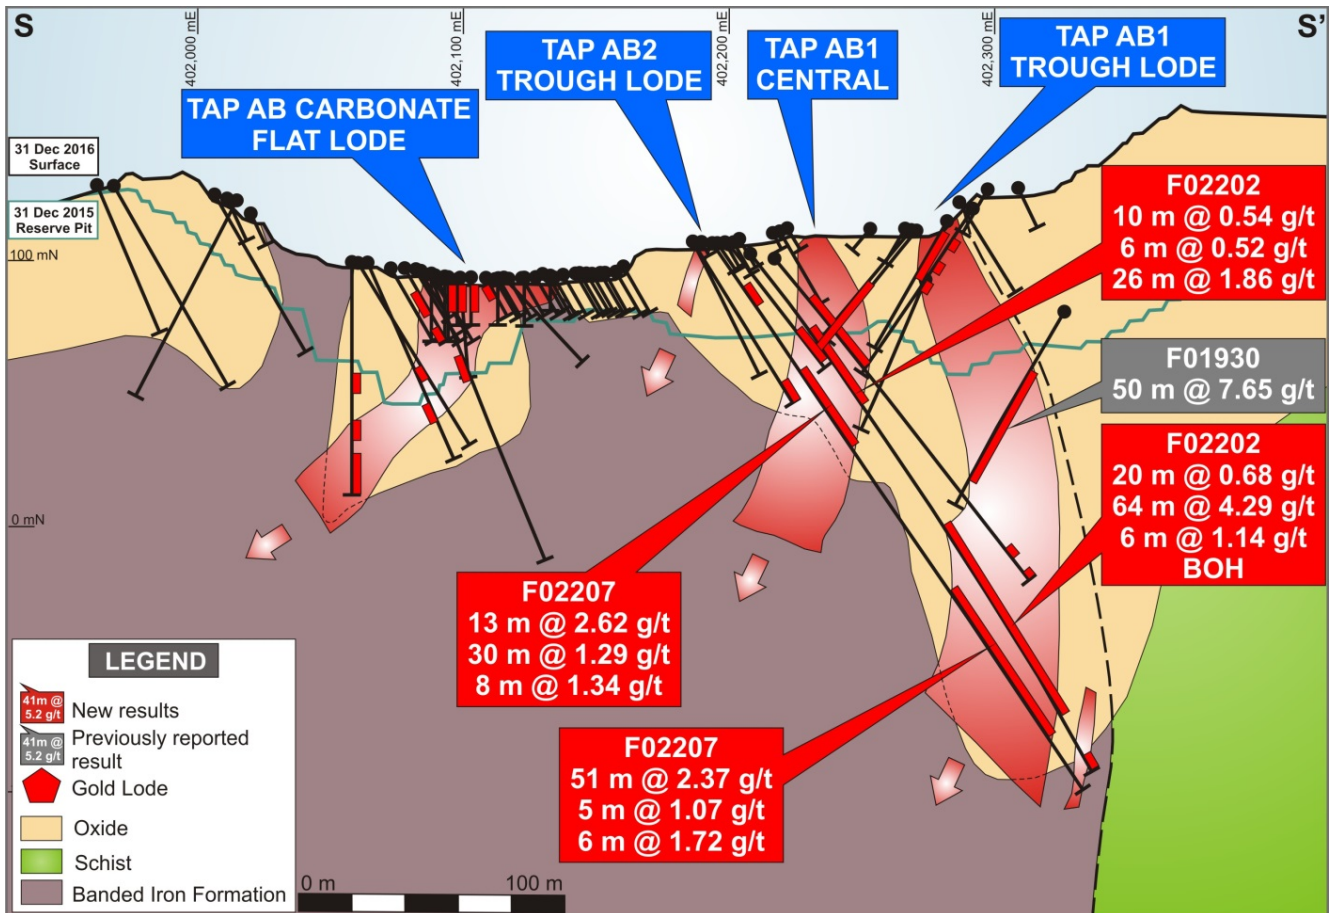 S
402,000 mE
402,100 mE
402,200 mE
402,300 mE
S'
TAP AB CARBONATE
FLAT LODE
TAP AB2
TROUGH LODE
TAP AB1
CENTRAL
TAP AB1
TROUGH LODE
31 Dec 2016
Surface
31 Dec 2015
Reserve Pit
100 mN
0 mN
F02202
10 m @ 0.54 g/t
6 m @ 0.52 g/t
26 m @ 1.86 g/t
F01930
50 m @ 7.65 g/t
F02202
20 m @ 0.68 g/t
64 m @ 4.29 g/t
6 m @ 1.14 g/t
BOH
F02207
13 m @ 2.62 g/t
30 m @ 1.29 g/t
8 m @ 1.34 g/t
F02207
51 m @ 2.37 g/t
5 m @ 1.07 g/t
6 m @ 1.72 g/t
LEGEND
41m @
5.2 g/t
New results
41m @
5.2 g/t
Previously reported
result
Gold Lode
Oxide
Schist
Banded Iron Formation
0 m
100 m